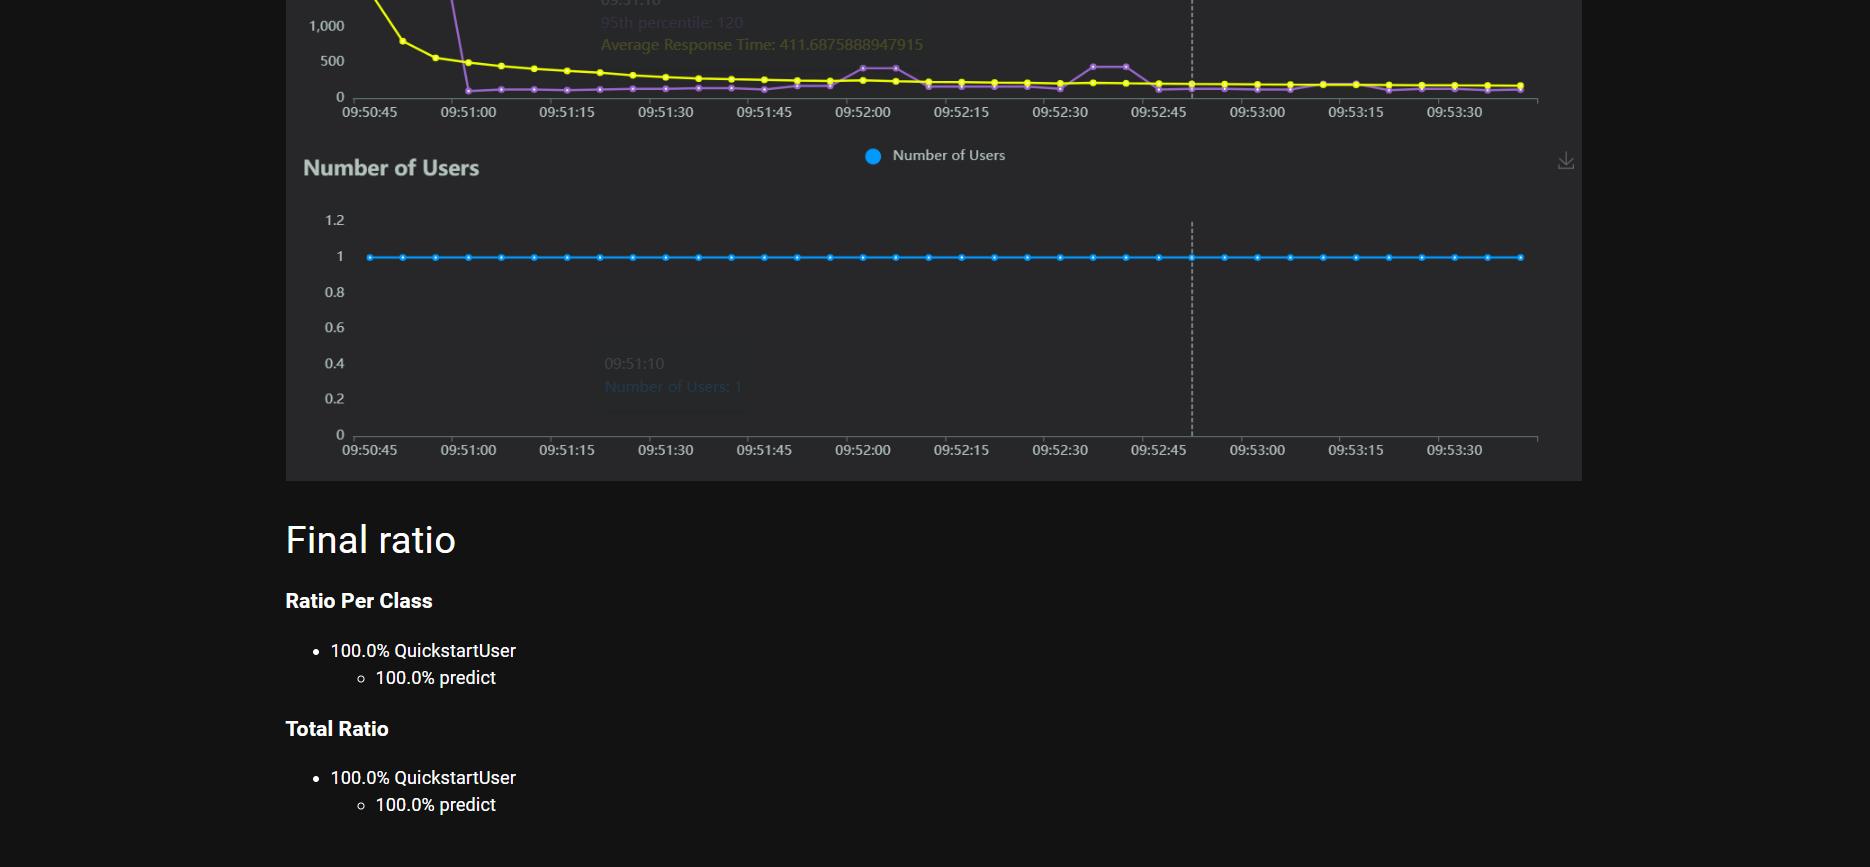 09:51:10
1,000
95th percentile: 120
Average Response Time: 411.6875888947915
500
0
09:50:45 09:51:00 09:51:15 09:51:30 09:51:45 09:52:00 09:52:15 09:52:30 09:52:45 09:53:00 09:53:15 09:53:30
Number of Users
Number of Users
1.2
1
0.8
0.6
0.4
09:51:10
Number of Users: 1
0.2
0
09:50:45 09:51:00 09:51:15 09:51:30 09:51:45 09:52:00 09:52:15 09:52:30 09:52:45 09:53:00 09:53:15 09:53:30
Final ratio
Ratio Per Class
• 100.0% QuickstartUser
◦ 100.0% predict
Total Ratio
• 100.0% QuickstartUser
◦ 100.0% predict